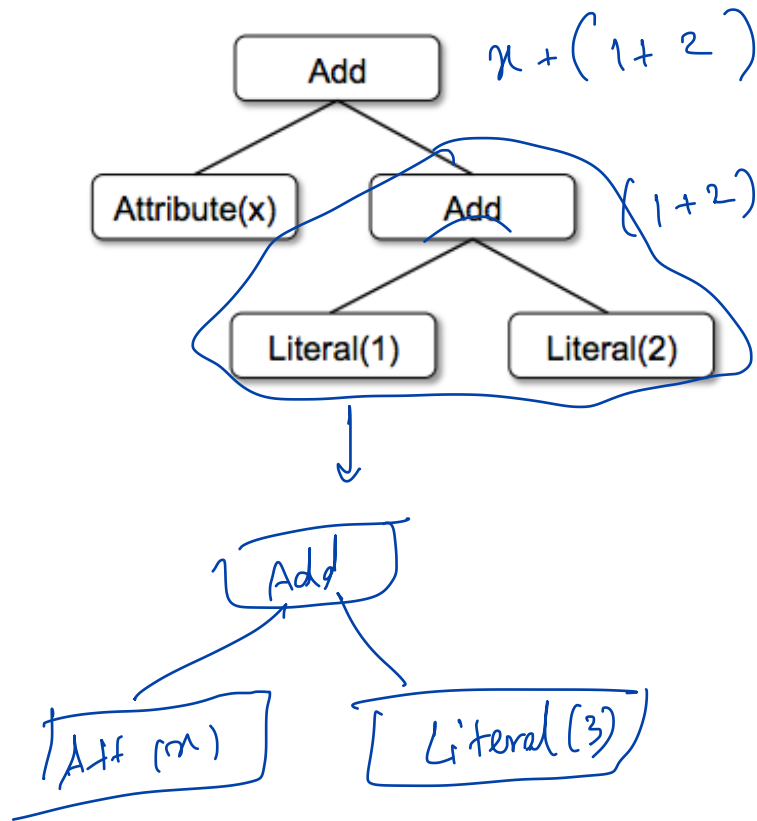 Add
x + (1 + 2)
Attribute(x)
Add
(1 + 2)
Literal(1)
Literal(2)
Add
Att (x)
Literal (3)